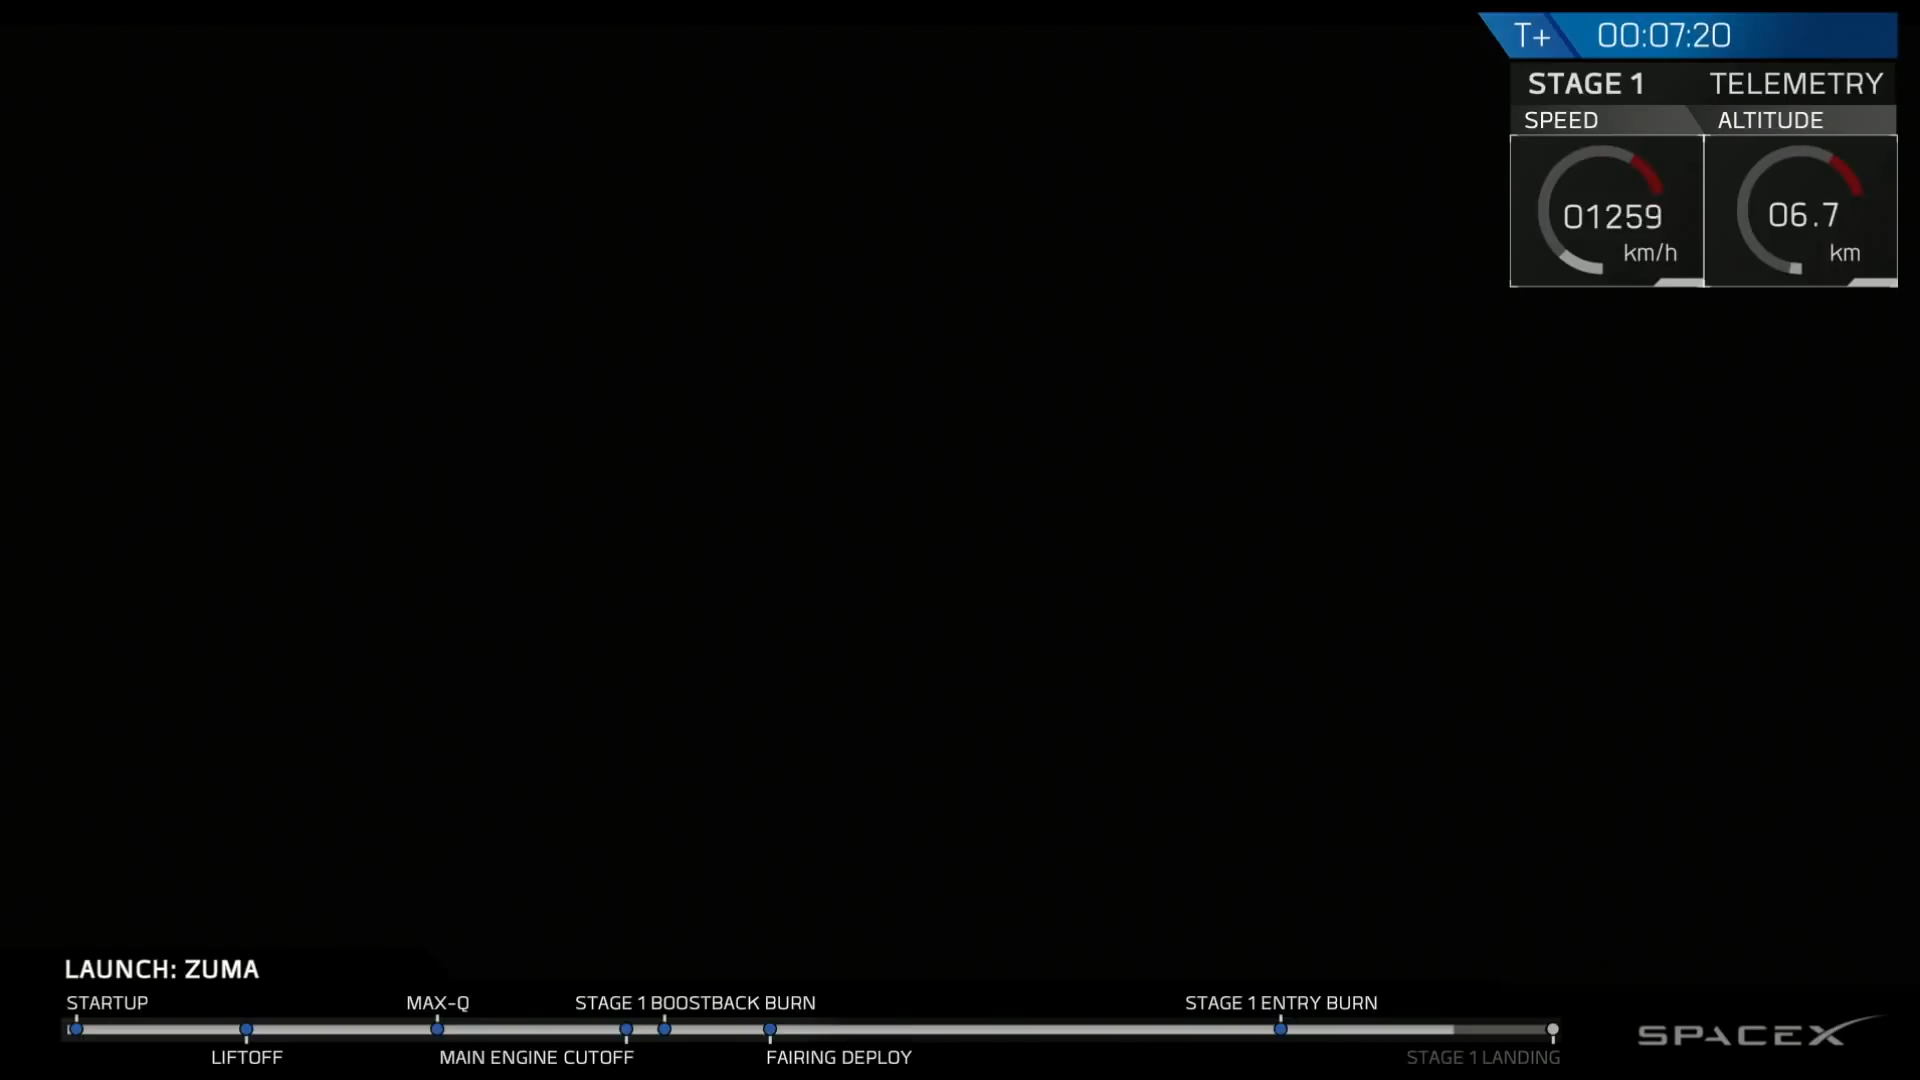 T+ 00:07:20
STAGE 1 TELEMETRY
SPEED ALTITUDE
01259 06.7
km/h km
LAUNCH: ZUMA
STARTUP MAX-Q STAGE 1 BOOSTBACK BURN STAGE 1 ENTRY BURN
LIFTOFF MAIN ENGINE CUTOFF FAIRING DEPLOY STAGE 1 LANDING
SPACEX